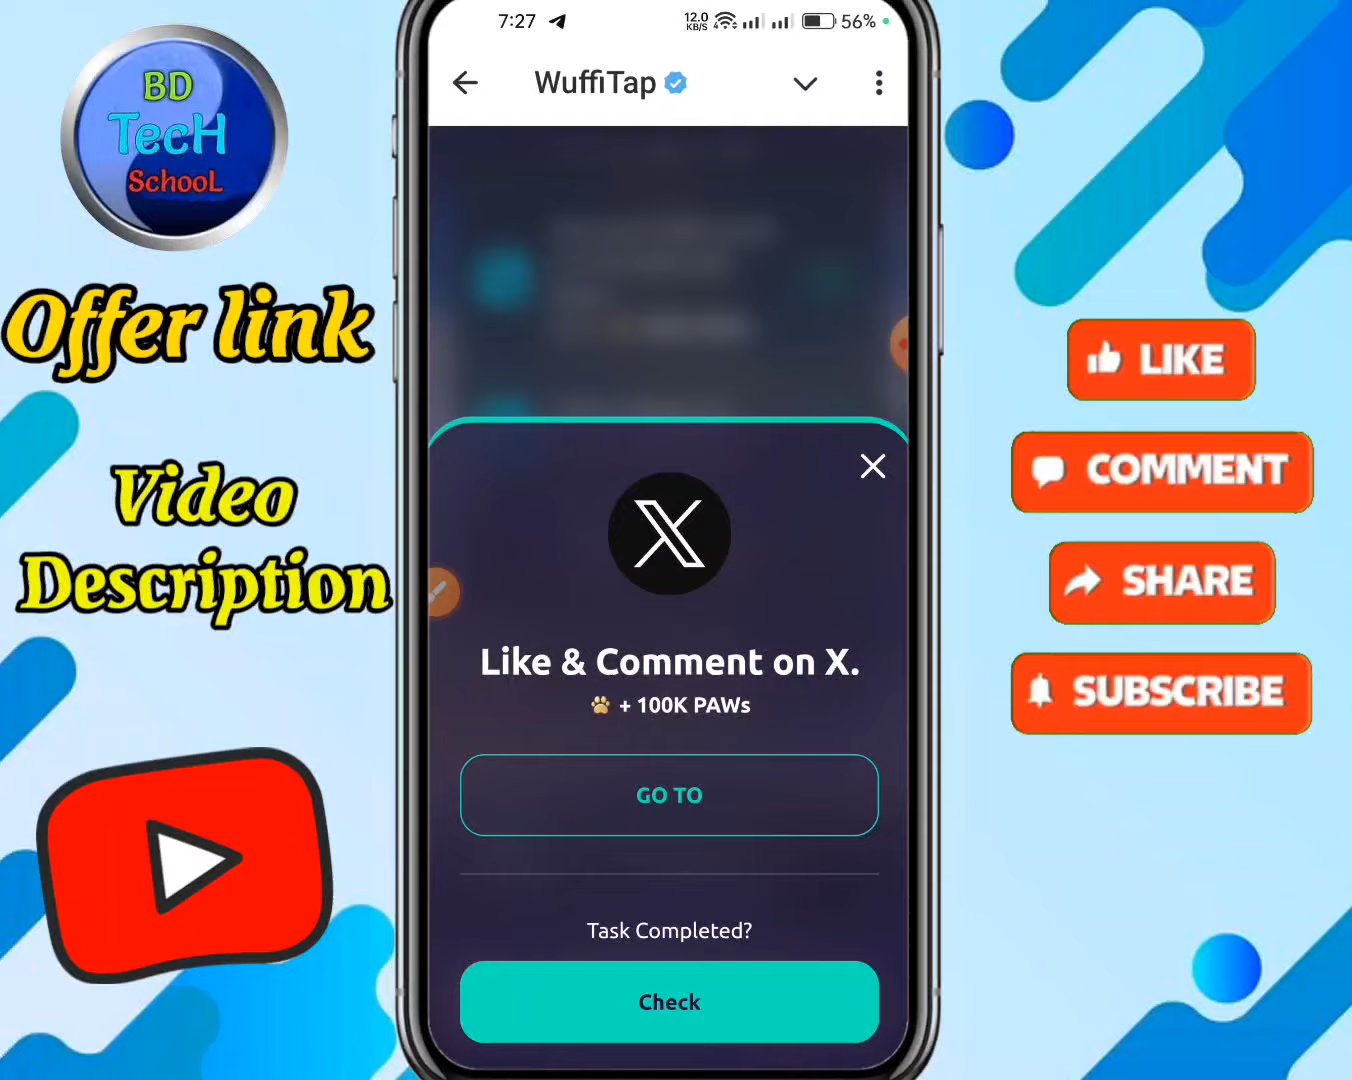 BD
TecH
SchooL
Offer link
Video
Description
7:27
12.0
KB/S
56%
WuffiTap
Like & Comment on X.
+ 100K PAWs
GO TO
Task Completed?
Check
LIKE
COMMENT
SHARE
SUBSCRIBE